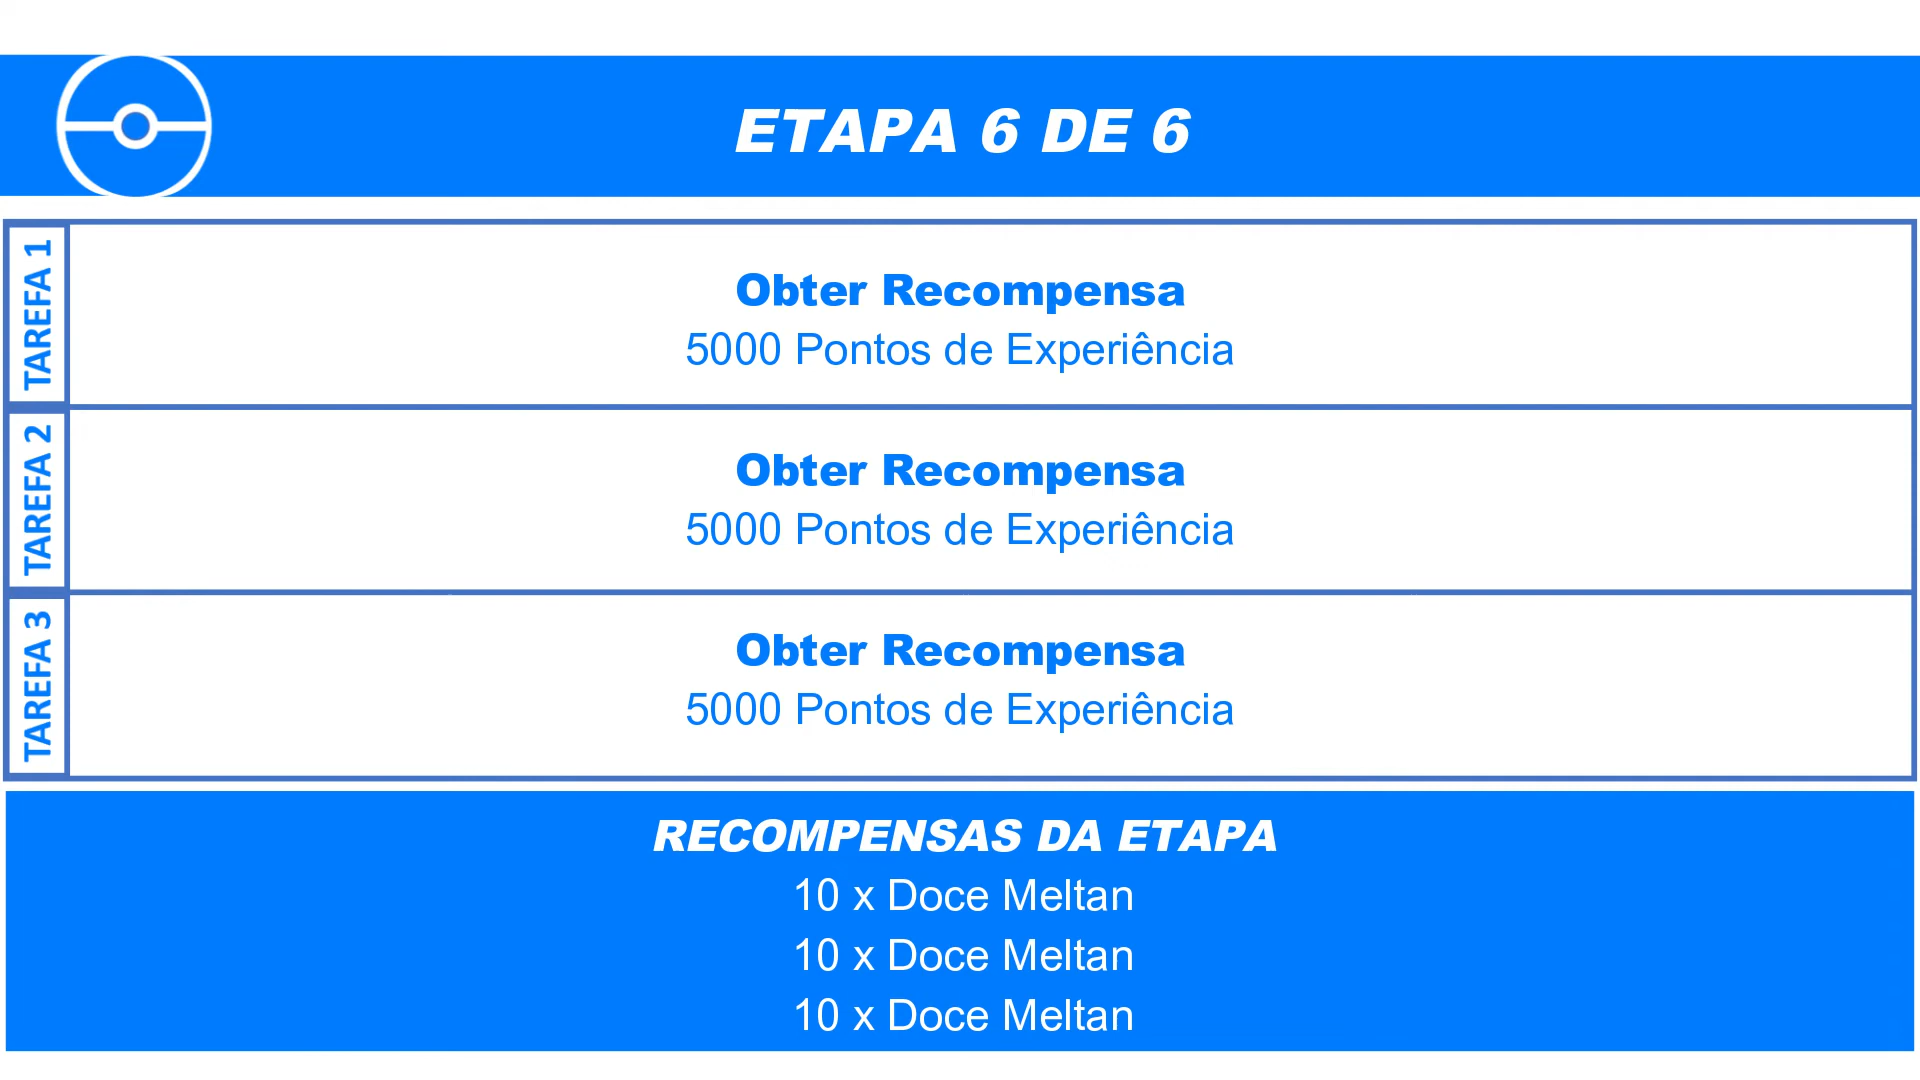 ETAPA 6 DE 6
TAREFA 1
Obter Recompensa
5000 Pontos de Experiência
TAREFA 2
Obter Recompensa
5000 Pontos de Experiência
TAREFA 3
Obter Recompensa
5000 Pontos de Experiência
RECOMPENSAS DA ETAPA
10 x Doce Meltan
10 x Doce Meltan
10 x Doce Meltan